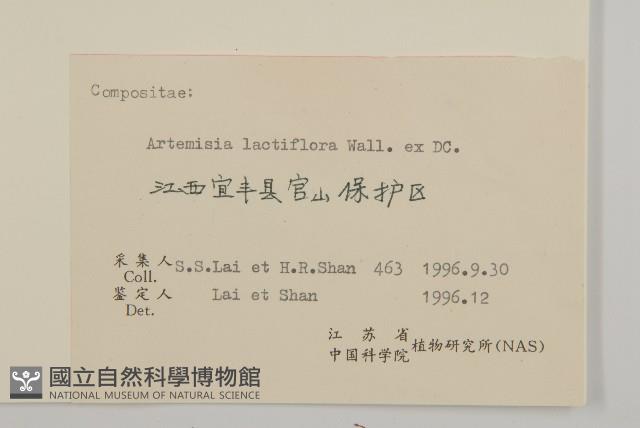 Compositae:
Artemisia lactiflora Wall. ex DC.
江西宜丰县官山保护区
采集人 S.S.Lai et H.R.Shan 463 1996.9.30
Coll.
鉴定人 Lai et Shan 1996.12
Det.
江苏省
中国科学院 植物研究所(NAS)
國立自然科學博物館
NATIONAL MUSEUM OF NATURAL SCIENCE